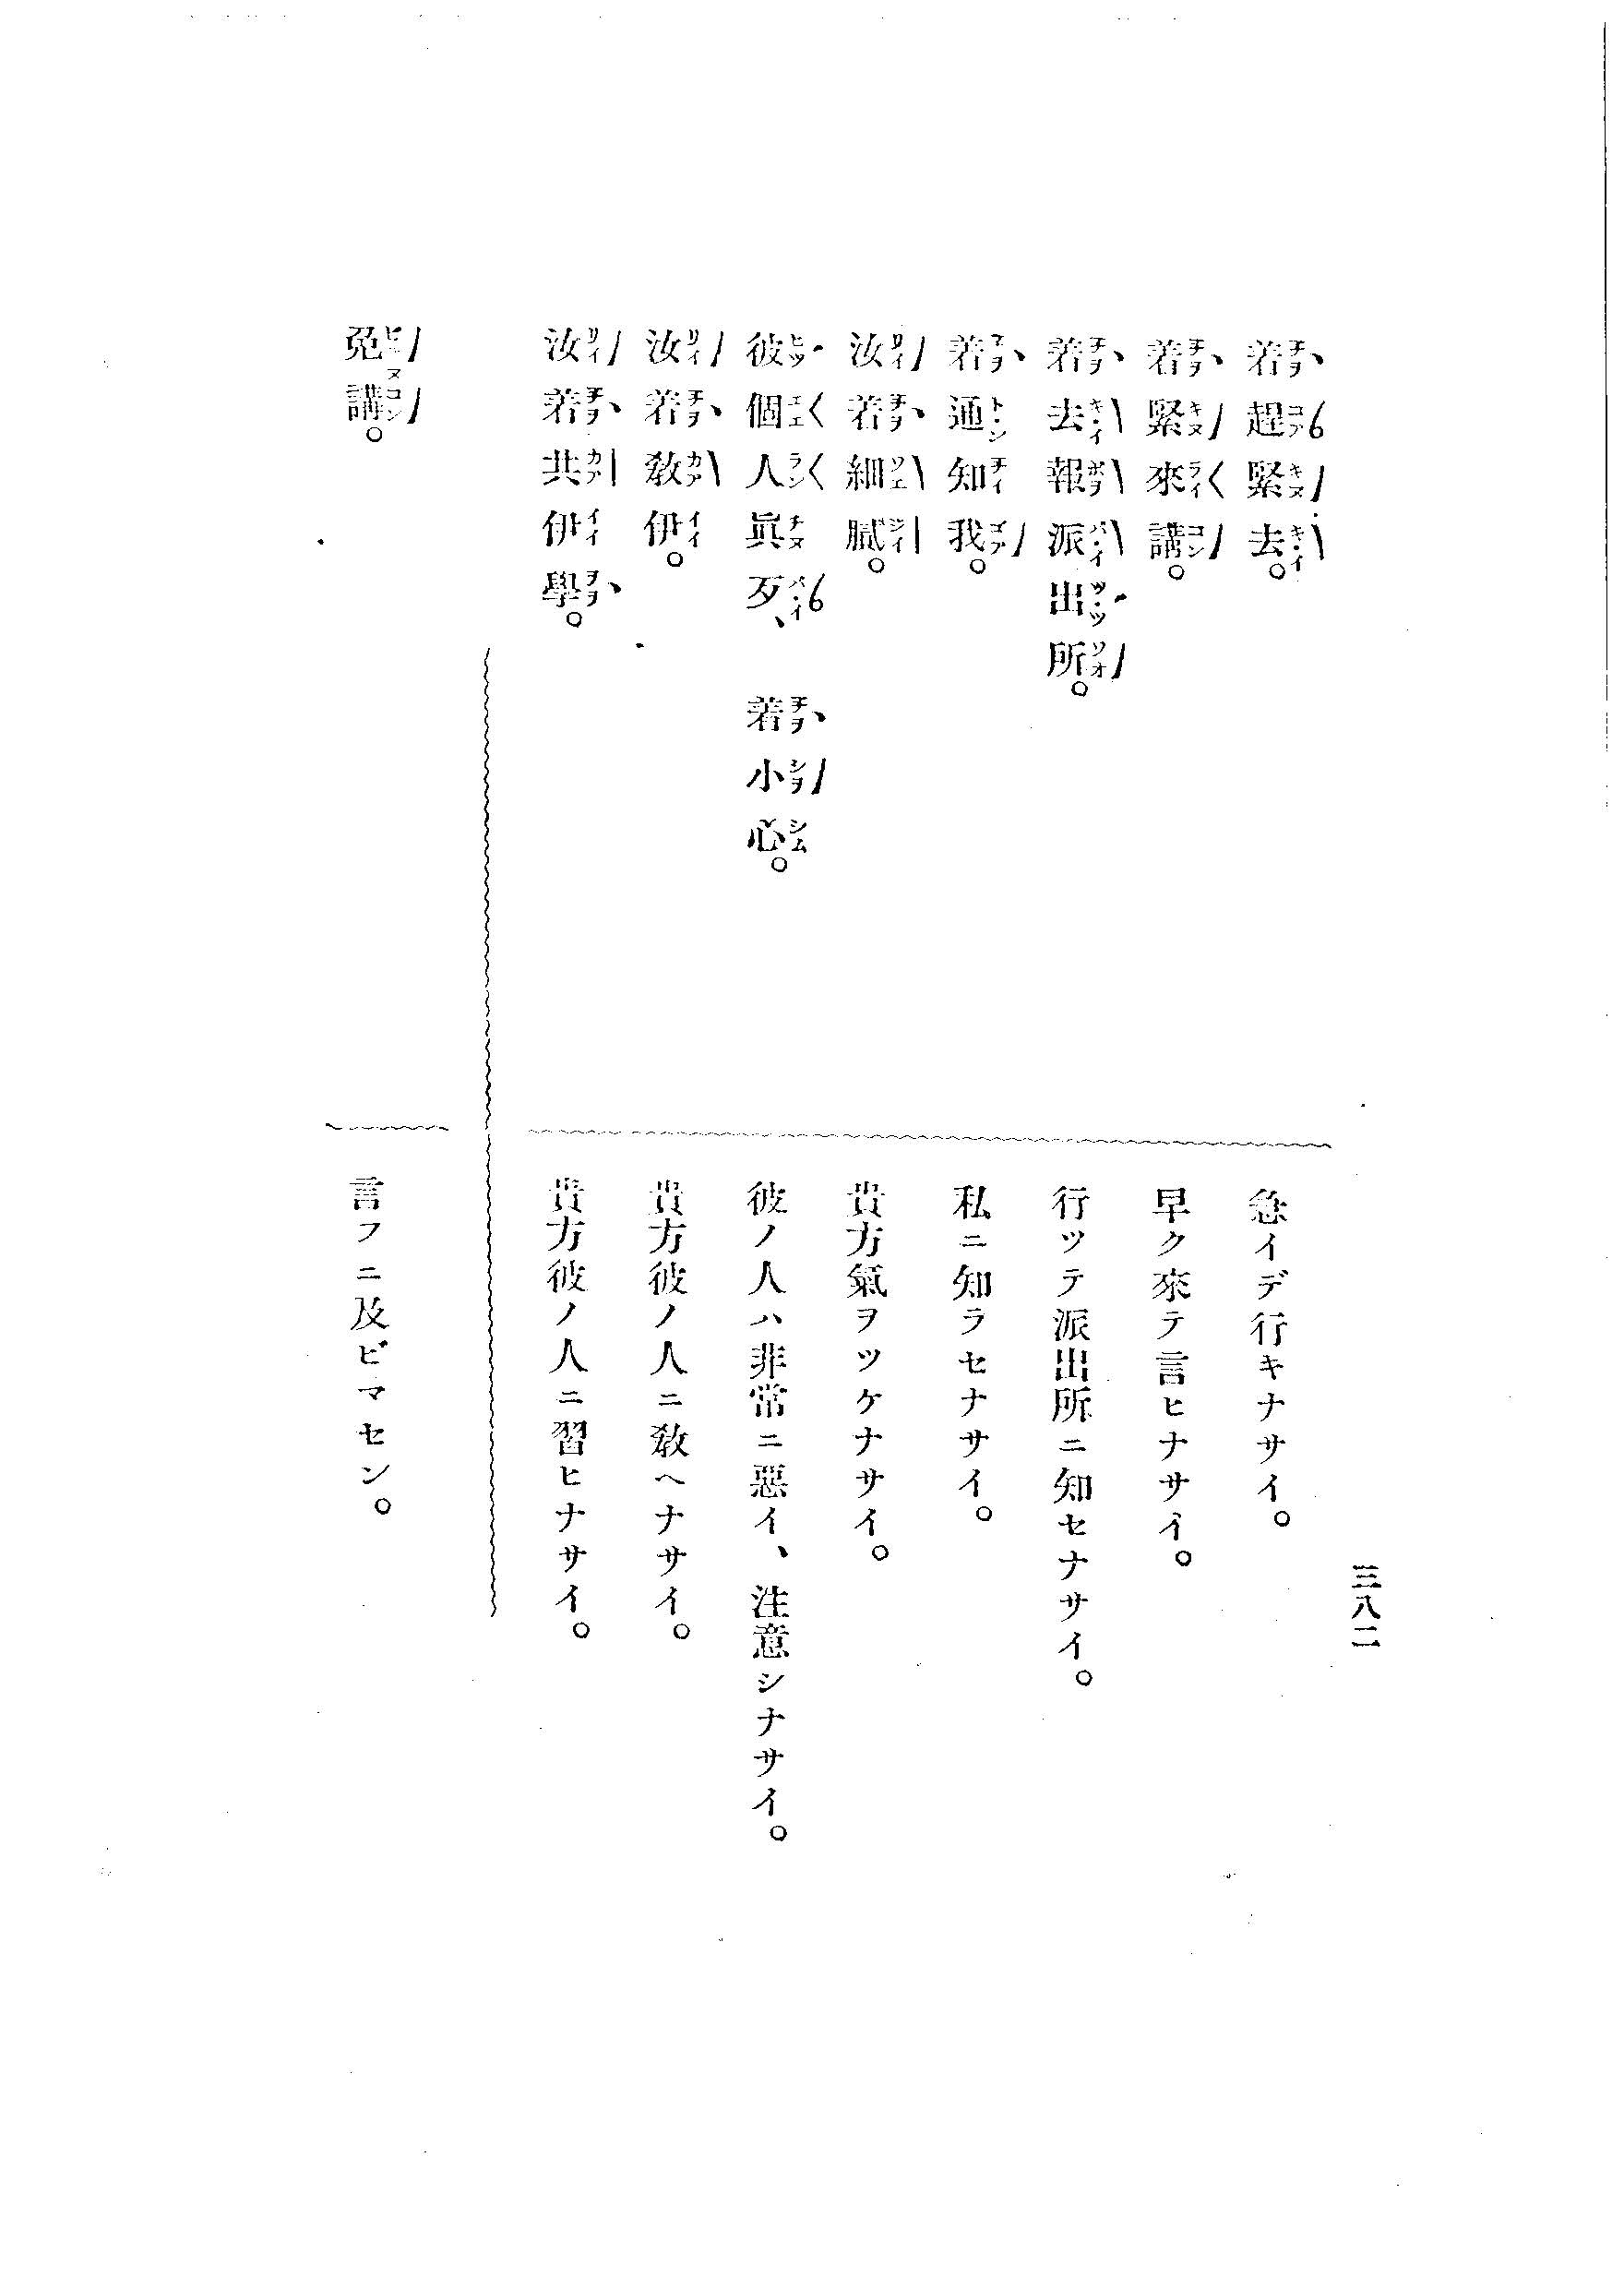 三八二
着趕緊去。
急イデ行キナサイ。
着緊來講。
早ク來テ言ヒナサイ。
着去報派出所。
行ツテ派出所ニ知セナサイ。
着通知我。
私ニ知ラセナサイ。
汝着細膩。
貴方氣ヲツケナサイ。
彼個人眞歹、着小心。
彼ノ人ハ非常ニ惡イ、注意シナサイ。
汝着敎伊。
貴方彼ノ人ニ敎ヘナサイ。
汝着共伊學。
貴方彼ノ人ニ習ヒナサイ。
免講。
言フニ及ビマセン。